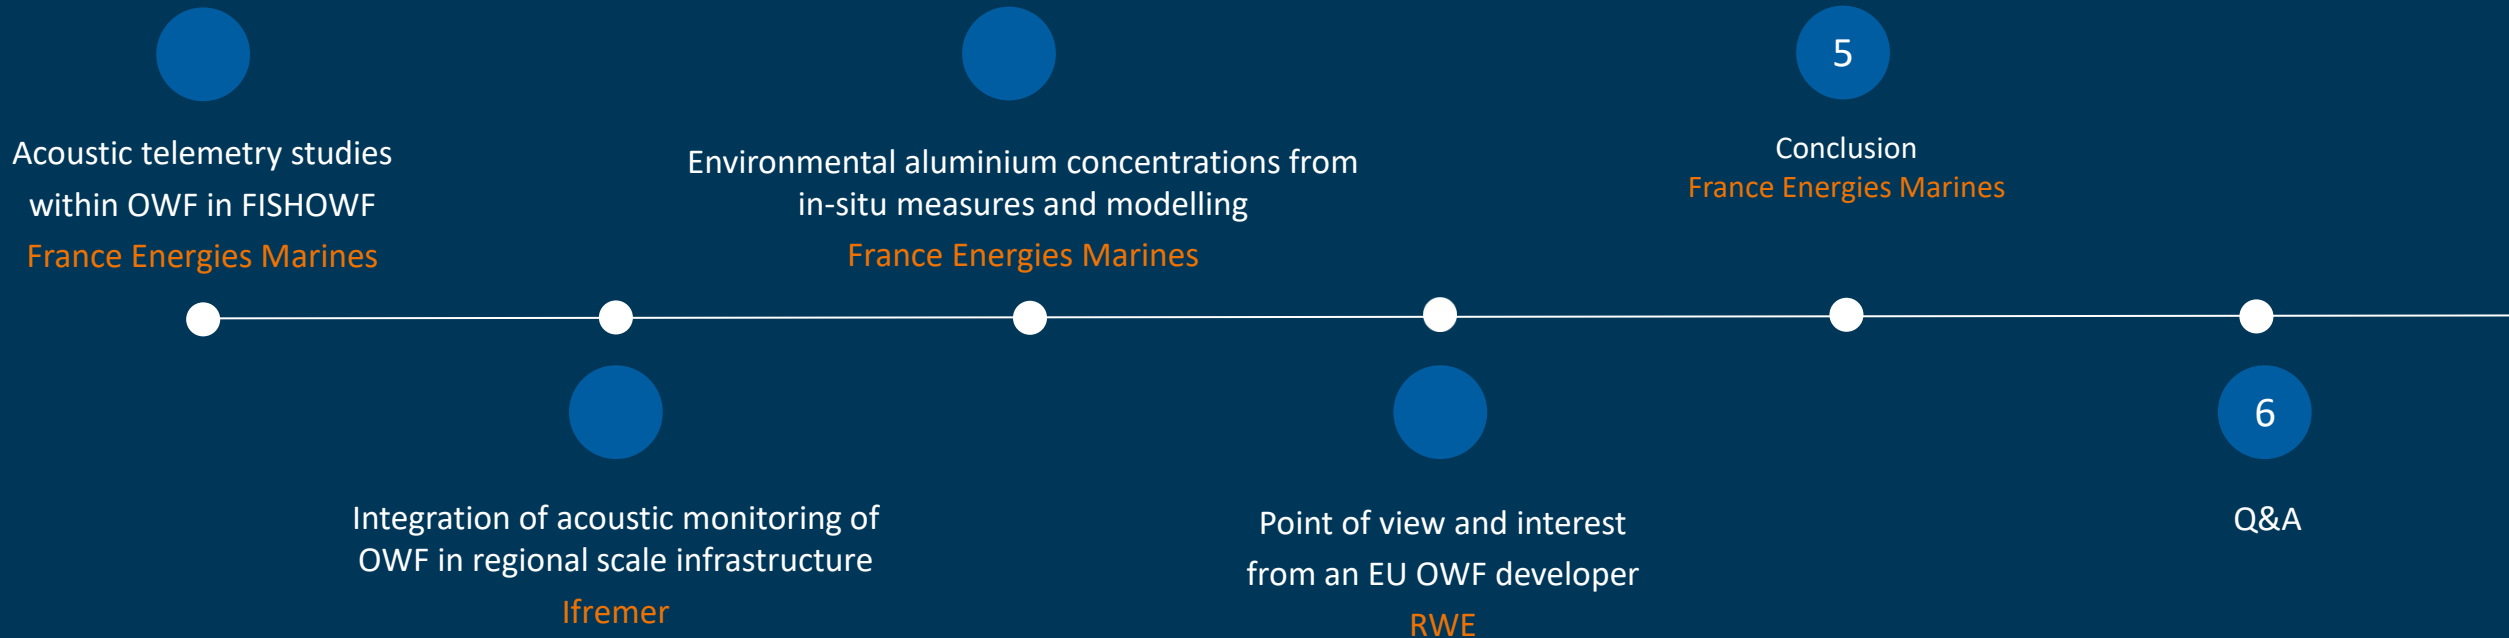 Acoustic telemetry studies
within OWF in FISHOWF
France Energies Marines
Integration of acoustic monitoring of
OWF in regional scale infrastructure
Ifremer
Environmental aluminium concentrations from
in-situ measures and modelling
France Energies Marines
Point of view and interest
from an EU OWF developer
RWE
5
Conclusion
France Energies Marines
6
Q&A